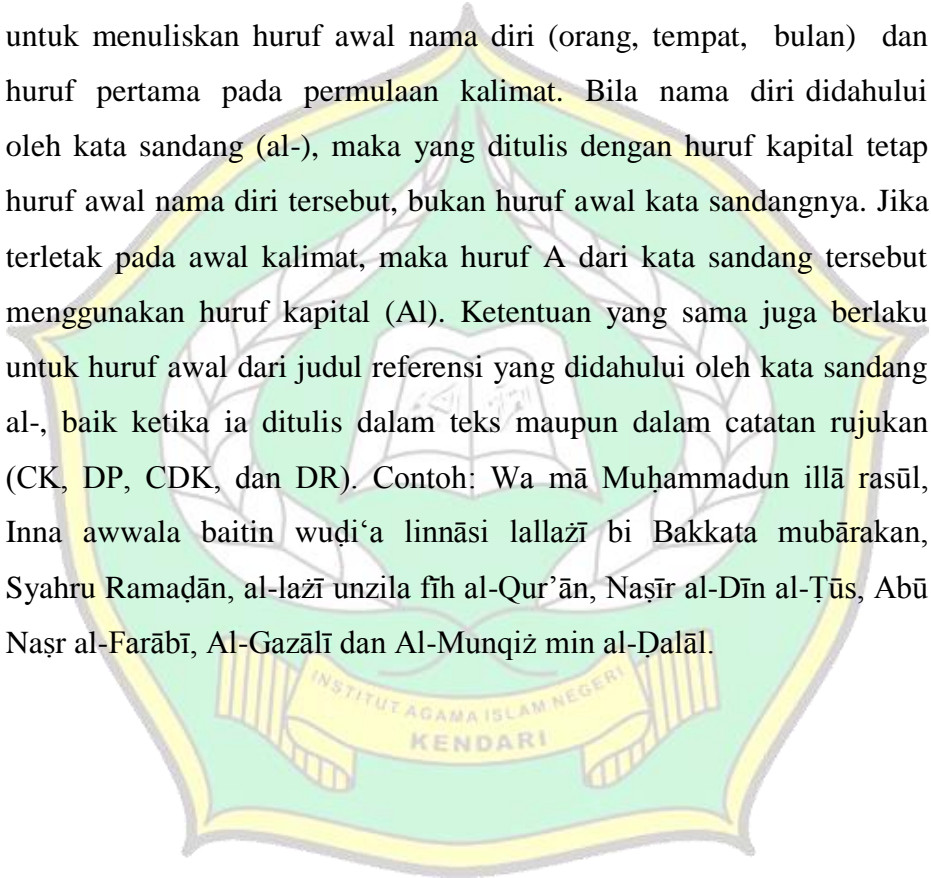 untuk menuliskan huruf awal nama diri (orang, tempat, bulan) dan
huruf pertama pada permulaan kalimat. Bila nama diri didahului
oleh kata sandang (al-), maka yang ditulis dengan huruf kapital tetap
huruf awal nama diri tersebut, bukan huruf awal kata sandangnya. Jika
terletak pada awal kalimat, maka huruf A dari kata sandang tersebut
menggunakan huruf kapital (Al). Ketentuan yang sama juga berlaku
untuk huruf awal dari judul referensi yang didahului oleh kata sandang
al-, baik ketika ia ditulis dalam teks maupun dalam catatan rujukan
(CK, DP, CDK, dan DR). Contoh: Wa mā Muḥammadun illā rasūl,
Inna awwala baitin wuḍi‘a linnāsi lallażī bi Bakkata mubārakan,
Syahru Ramaḍān, al-lażī unzila fīh al-Qur’ān, Naṣīr al-Dīn al-Ṭūs, Abū
Naṣr al-Farābī, Al-Gazālī dan Al-Munqiż min al-Ḍalāl.
INSTITUT AGAMA ISLAM NEGERI
KENDARI